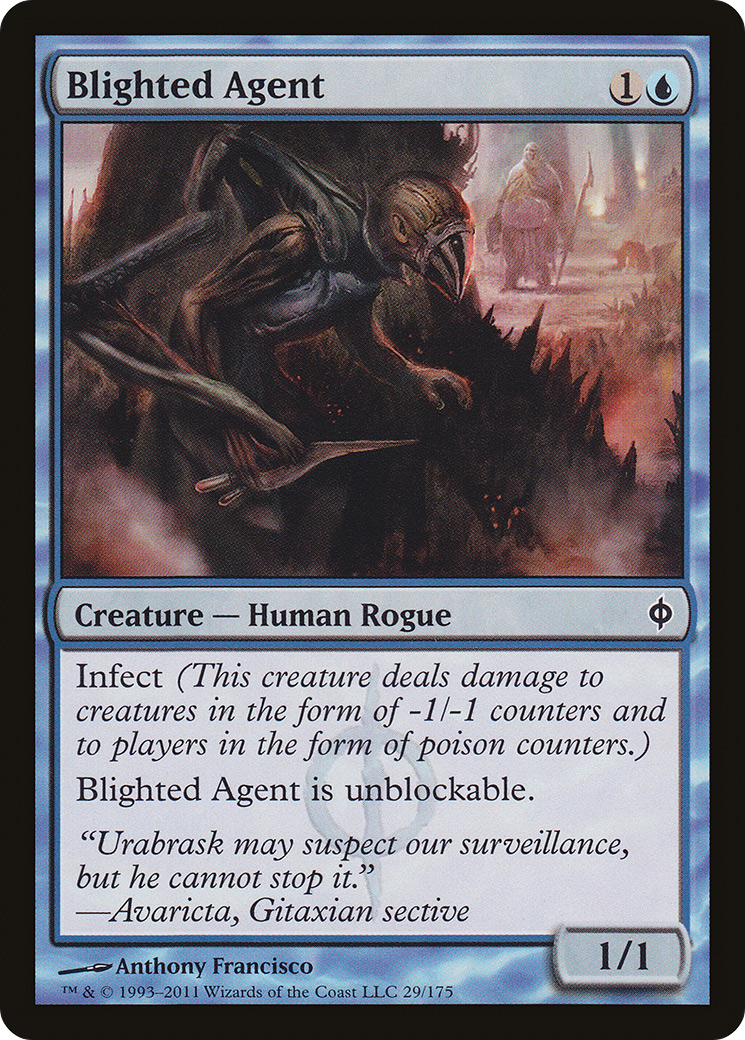 Blighted Agent 1
Creature — Human Rogue
Infect (This creature deals damage to
creatures in the form of -1/-1 counters and
to players in the form of poison counters.)
Blighted Agent is unblockable.
“Urabrask may suspect our surveillance,
but he cannot stop it.”
—Avaricta, Gitaxian sective
1/1
Anthony Francisco
™ & © 1993–2011 Wizards of the Coast LLC 29/175